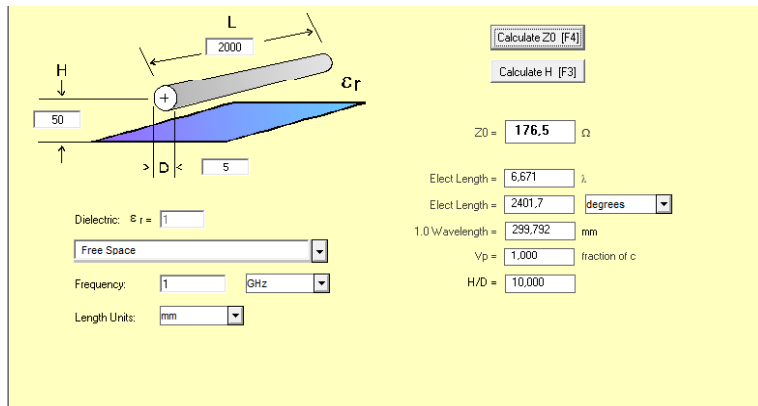 L
2000
H
εr
50
> D <
5
Calculate Z0 [F4]
Calculate H [F3]
Z0 = 176,5 Ω
Elect Length = 6,671 λ
Elect Length = 2401,7 degrees
1.0 Wavelength = 299,792 mm
Vp = 1,000 fraction of c
H/D = 10,000
Dielectric: εr = 1
Free Space
Frequency: 1 GHz
Length Units: mm